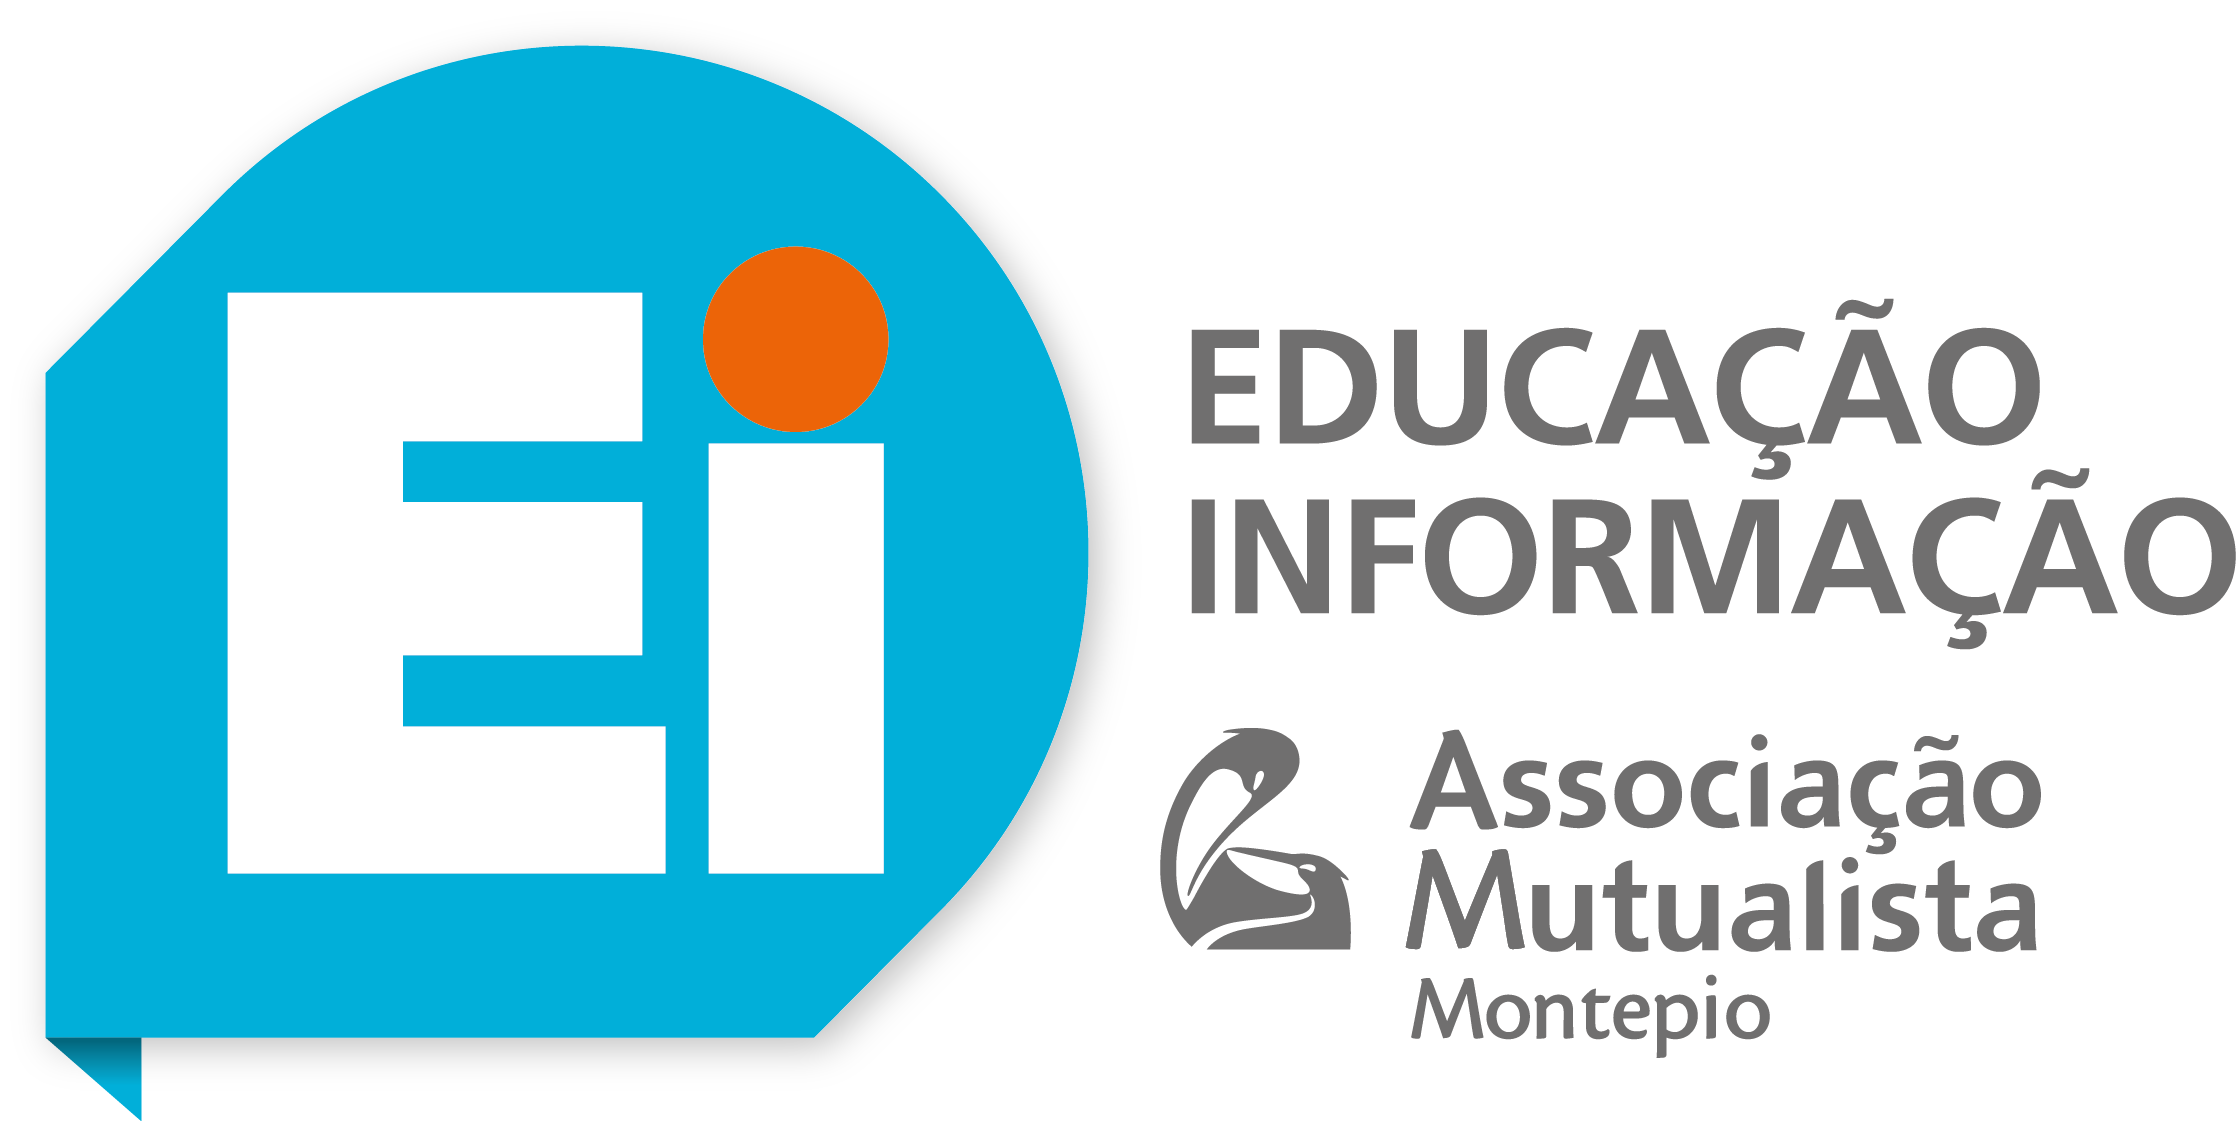 Ei
EDUCAÇÃO
INFORMAÇÃO
Associação
Mutualista
Montepio